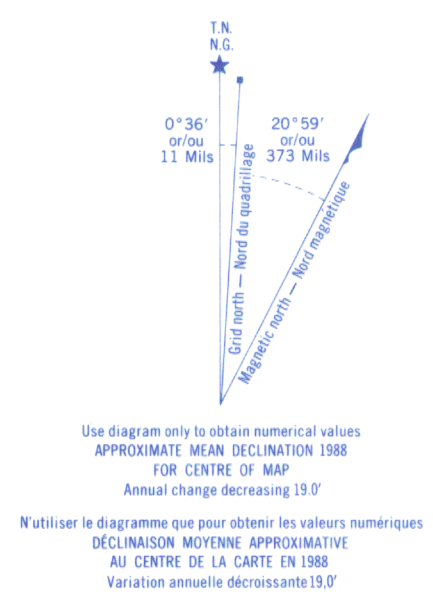 T.N.
N.G.
0°36′
or/ou
11 Mils
20°59′
or/ou
373 Mils
Grid north — Nord du quadrillage
Magnetic north — Nord magnétique
Use diagram only to obtain numerical values
APPROXIMATE MEAN DECLINATION 1988
FOR CENTRE OF MAP
Annual change decreasing 19.0′
N'utiliser le diagramme que pour obtenir les valeurs numériques
DÉCLINAISON MOYENNE APPROXIMATIVE
AU CENTRE DE LA CARTE EN 1988
Variation annuelle décroissante 19,0′